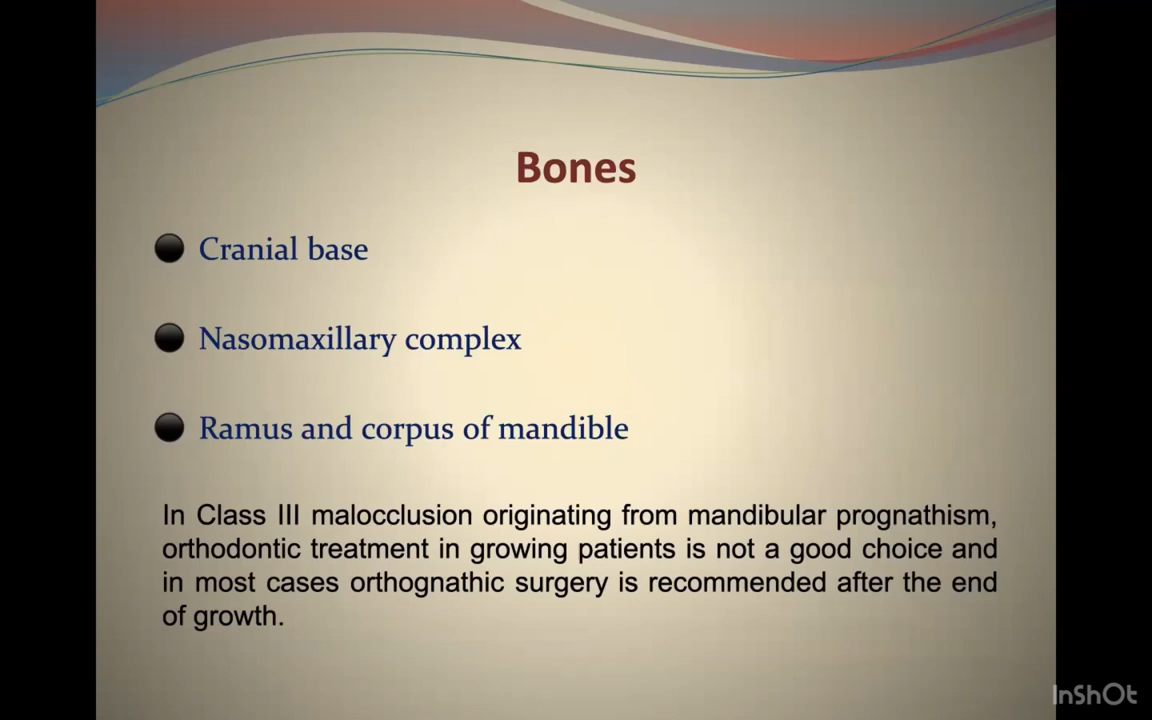 Bones
Cranial base
Nasomaxillary complex
Ramus and corpus of mandible
In Class III malocclusion originating from mandibular prognathism,
orthodontic treatment in growing patients is not a good choice and
in most cases orthognathic surgery is recommended after the end
of growth.
InShOt